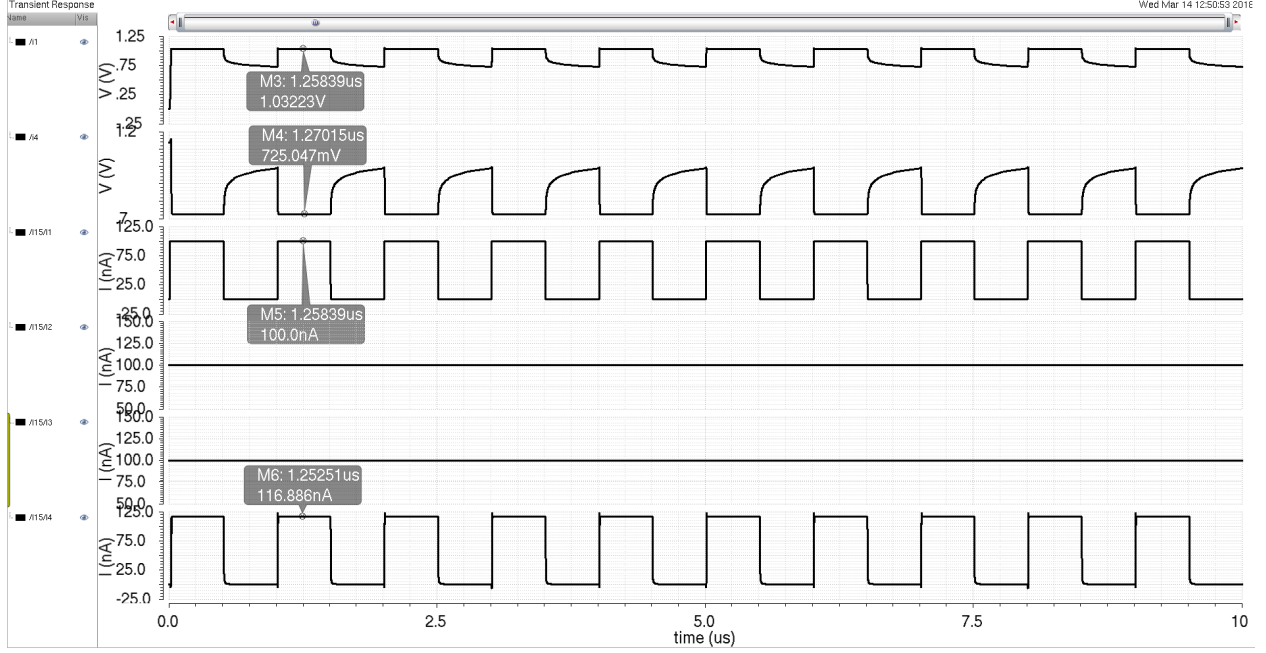 Transient Response
Wed Mar 14 12:50:53 2018
Name Vis
/i1
1.25
.75
.25
-.25
V (V)
M3: 1.25839us
1.03223V
/i4
1.2
.7
V (V)
M4: 1.27015us
725.047mV
/I15/I1
125.0
75.0
25.0
-25.0
I (nA)
M5: 1.25839us
100.0nA
/I15/I2
150.0
100.0
75.0
50.0
I (nA)
/I15/I3
150.0
125.0
100.0
75.0
50.0
I (nA)
M6: 1.25251us
116.886nA
/I15/I4
125.0
75.0
25.0
-25.0
I (nA)
0.0 2.5 5.0 7.5 10
time (us)